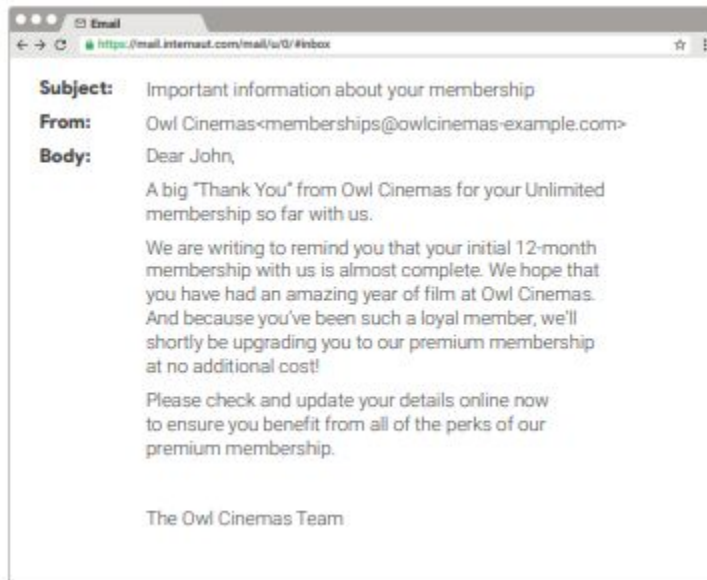 Email
https://mail.internaut.com/mail/u/0/#inbox
Subject: Important information about your membership
From: Owl Cinemas<memberships@owlcinemas-example.com>
Body: Dear John,
A big "Thank You" from Owl Cinemas for your Unlimited
membership so far with us.
We are writing to remind you that your initial 12-month
membership with us is almost complete. We hope that
you have had an amazing year of film at Owl Cinemas.
And because you've been such a loyal member, we'll
shortly be upgrading you to our premium membership
at no additional cost!
Please check and update your details online now
to ensure you benefit from all of the perks of our
premium membership.
The Owl Cinemas Team